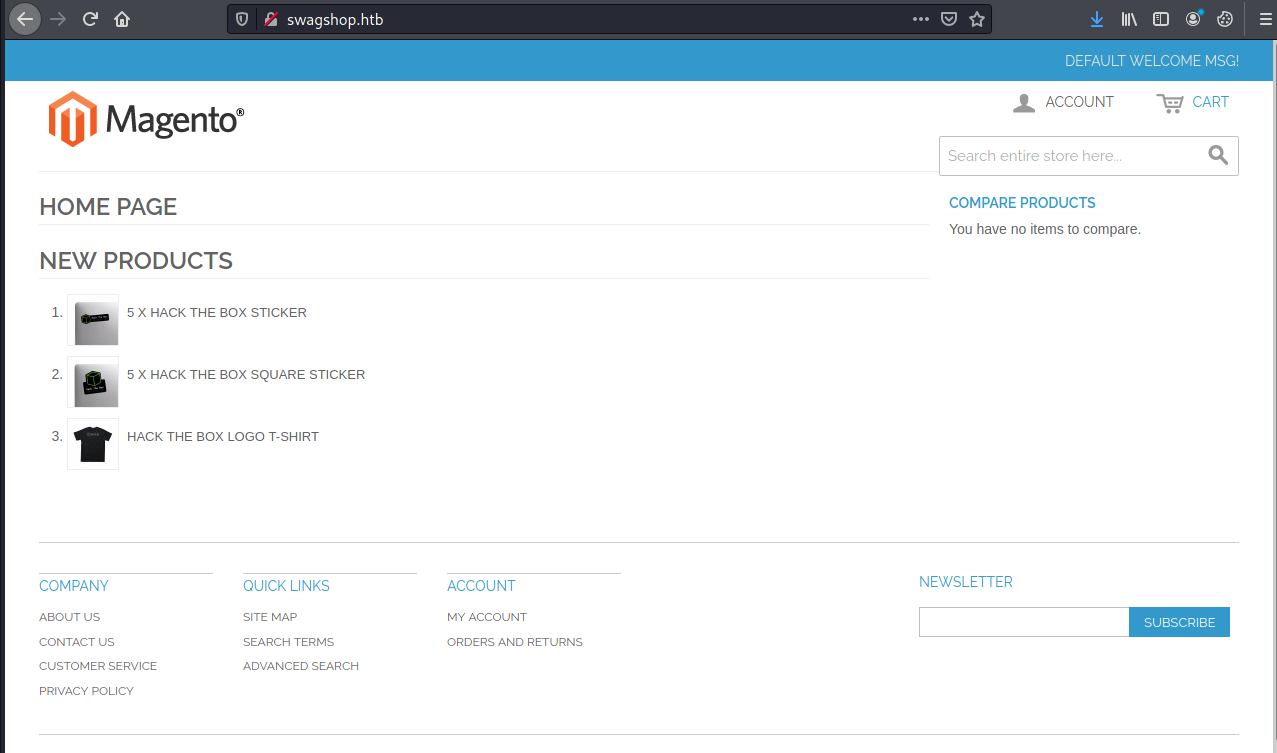 swagshop.htb
DEFAULT WELCOME MSG!
Magento®
ACCOUNT
CART
Search entire store here...
HOME PAGE
COMPARE PRODUCTS
You have no items to compare.
NEW PRODUCTS
1. 5 X HACK THE BOX STICKER
2. 5 X HACK THE BOX SQUARE STICKER
3. HACK THE BOX LOGO T-SHIRT
COMPANY
ABOUT US
CONTACT US
CUSTOMER SERVICE
PRIVACY POLICY
QUICK LINKS
SITE MAP
SEARCH TERMS
ADVANCED SEARCH
ACCOUNT
MY ACCOUNT
ORDERS AND RETURNS
NEWSLETTER
SUBSCRIBE